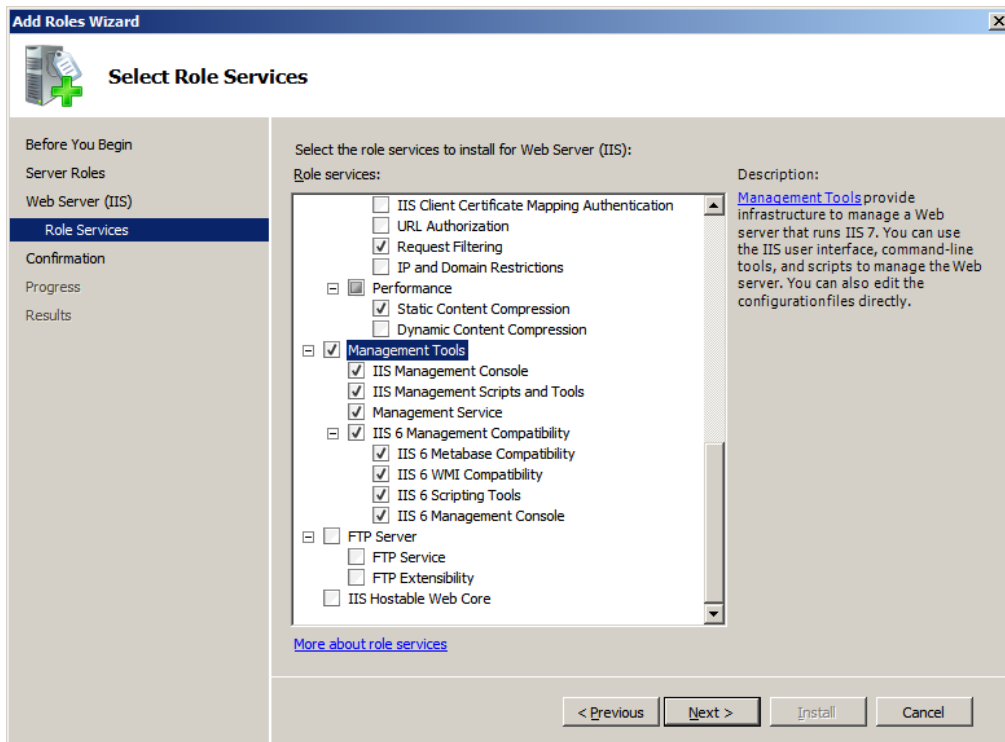 Add Roles Wizard
Select Role Services
Before You Begin
Server Roles
Web Server (IIS)
Role Services
Confirmation
Progress
Results
Select the role services to install for Web Server (IIS):
Role services:
IIS Client Certificate Mapping Authentication
URL Authorization
Request Filtering
IP and Domain Restrictions
Performance
Static Content Compression
Dynamic Content Compression
Management Tools
IIS Management Console
IIS Management Scripts and Tools
Management Service
IIS 6 Management Compatibility
IIS 6 Metabase Compatibility
IIS 6 WMI Compatibility
IIS 6 Scripting Tools
IIS 6 Management Console
FTP Server
FTP Service
FTP Extensibility
IIS Hostable Web Core
More about role services
Description:
Management Tools provide
infrastructure to manage a Web
server that runs IIS 7. You can use
the IIS user interface, command-line
tools, and scripts to manage the Web
server. You can also edit the
configuration files directly.
< Previous
Next >
Install
Cancel